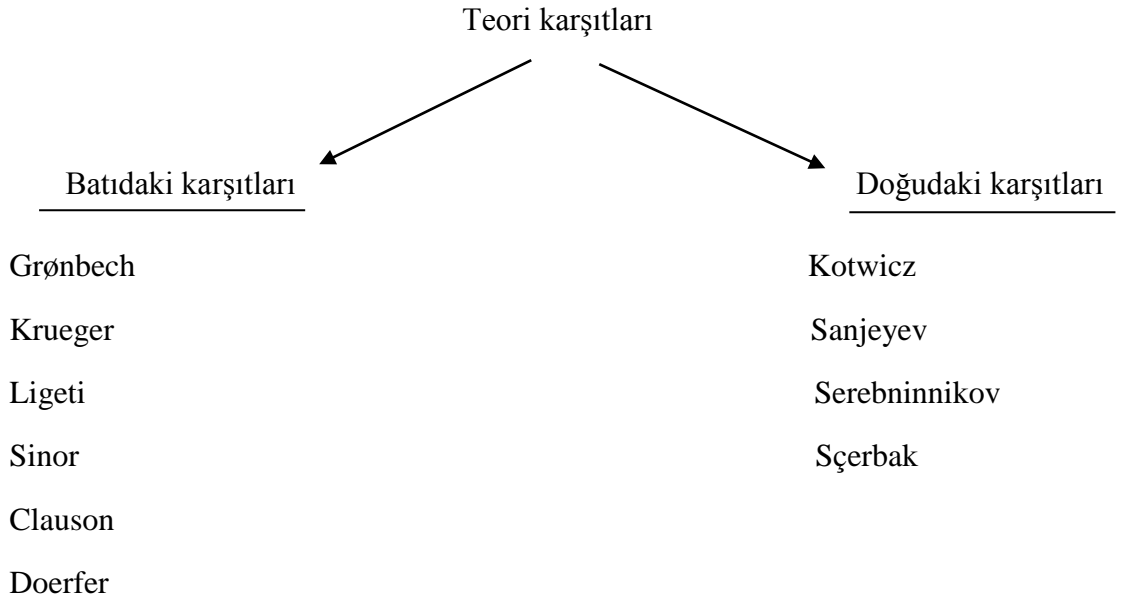 Teori karşıtları
Batıdaki karşıtları
Doğudaki karşıtları
Grønbech
Krueger
Ligeti
Sinor
Clauson
Doerfer
Kotwicz
Sanjeyev
Serebninnikov
Sçerbak